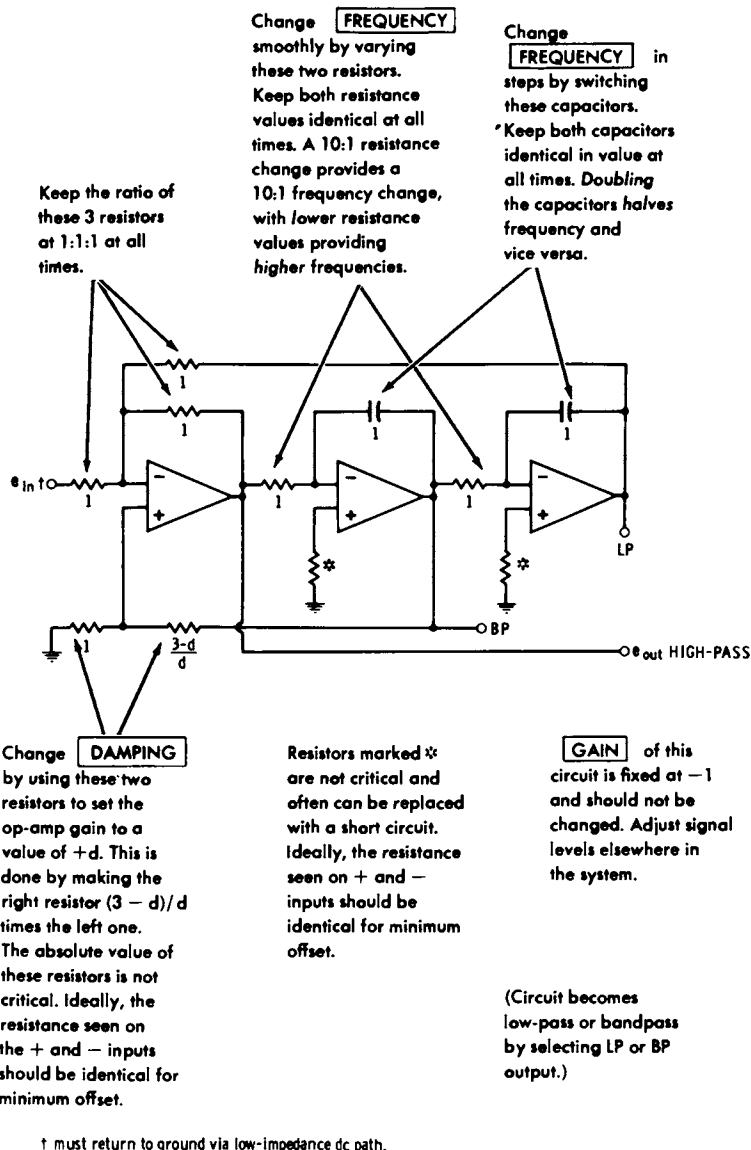 Change FREQUENCY
smoothly by varying
these two resistors.
Keep both resistance
values identical at all
times. A 10:1 resistance
change provides a
10:1 frequency change,
with lower resistance
values providing
higher frequencies.
Change
FREQUENCY in
steps by switching
these capacitors.
Keep both capacitors
identical in value at
all times. Doubling
the capacitors halves
frequency and
vice versa.
Keep the ratio of
these 3 resistors
at 1:1:1 at all
times.
1
1
1
1
e in †
1
−
+
1
−
+
1
−
+
*
*
LP
BP
1
3-d
d
e out HIGH-PASS
Change DAMPING
by using these two
resistors to set the
op-amp gain to a
value of +d. This is
done by making the
right resistor (3 − d)/d
times the left one.
The absolute value of
these resistors is not
critical. Ideally, the
resistance seen on
the + and − inputs
should be identical for
minimum offset.
Resistors marked *
are not critical and
often can be replaced
with a short circuit.
Ideally, the resistance
seen on + and −
inputs should be
identical for minimum
offset.
GAIN of this
circuit is fixed at −1
and should not be
changed. Adjust signal
levels elsewhere in
the system.
(Circuit becomes
low-pass or bandpass
by selecting LP or BP
output.)
† must return to ground via low-impedance dc path.